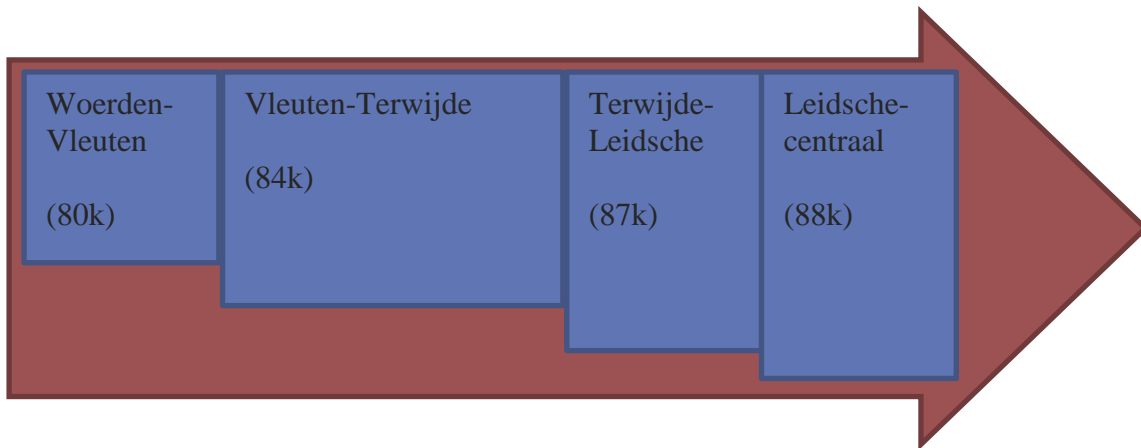 Woerden-
Vleuten
(80k)
Vleuten-Terwijde
(84k)
Terwijde-
Leidsche
(87k)
Leidsche-
centraal
(88k)